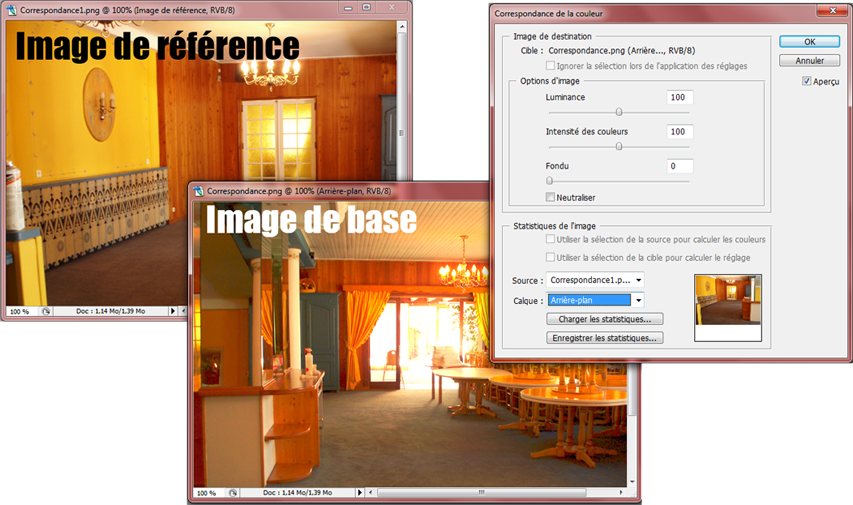 Correspondance1.png @ 100% (Image de référence, RVB/8)
Image de référence
100 %
Doc : 1,14 Mo/1,39 Mo
Correspondance.png @ 100% (Arrière-plan, RVB/8)
Image de base
100 %
Doc : 1,14 Mo/1,39 Mo
Correspondance de la couleur
Image de destination
Cible : Correspondance.png (Arrière..., RVB/8)
Ignorer la sélection lors de l'application des réglages
Options d'image
Luminance 100
Intensité des couleurs 100
Fondu 0
Neutraliser
OK
Annuler
Aperçu
Statistiques de l'image
Utiliser la sélection de la source pour calculer les couleurs
Utiliser la sélection de la cible pour calculer le réglage
Source : Correspondance1.p...
Calque : Arrière-plan
Charger les statistiques...
Enregistrer les statistiques...